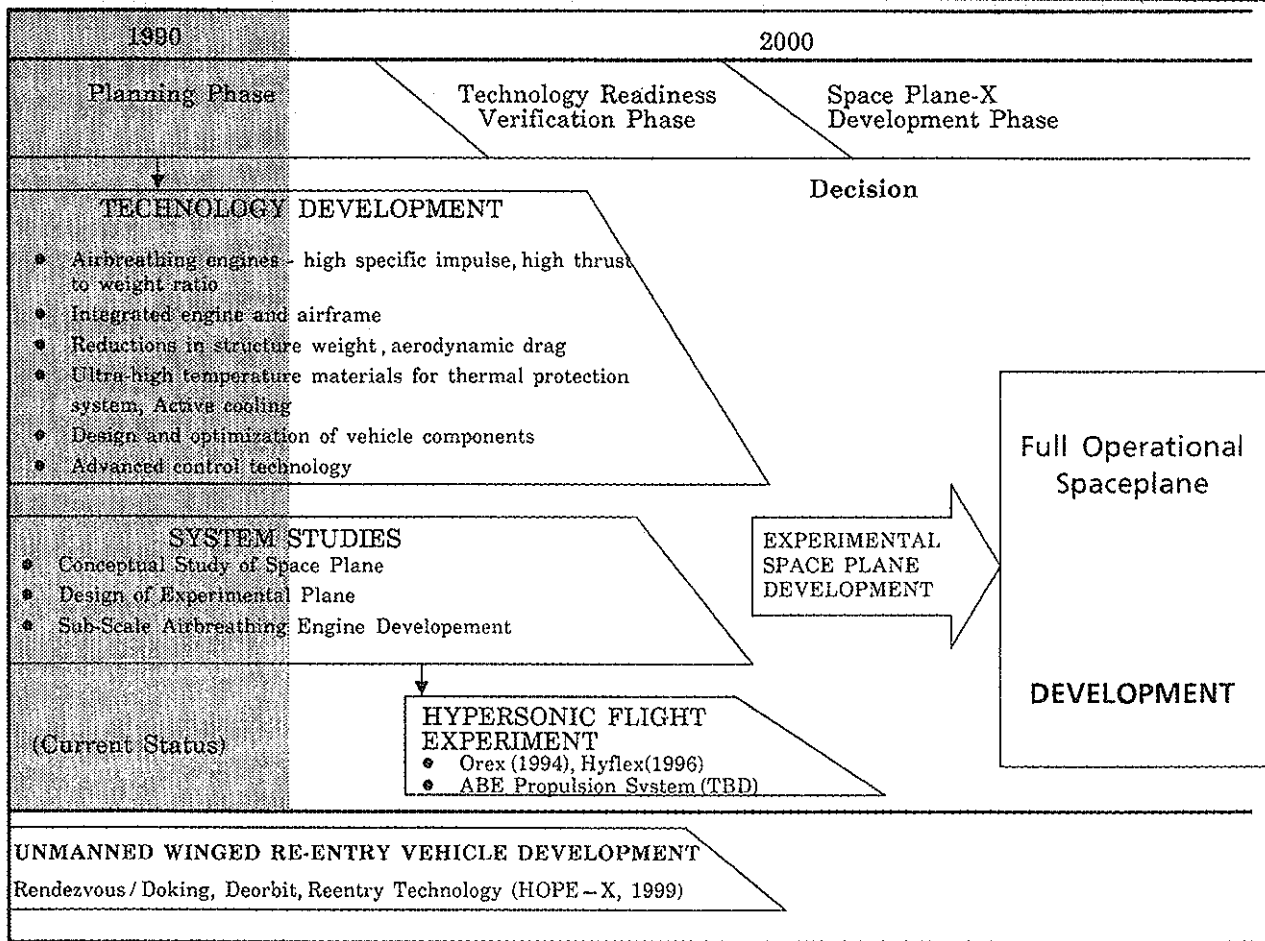 1990
2000
Planning Phase
Technology Readiness
Verification Phase
Space Plane-X
Development Phase
Decision
TECHNOLOGY DEVELOPMENT
● Airbreathing engines - high specific impulse, high thrust
to weight ratio
● Integrated engine and airframe
● Reductions in structure weight, aerodynamic drag
● Ultra-high temperature materials for thermal protection
system, Active cooling
● Design and optimization of vehicle components
● Advanced control technology
SYSTEM STUDIES
● Conceptual Study of Space Plane
● Design of Experimental Plane
● Sub-Scale Airbreathing Engine Developement
EXPERIMENTAL
SPACE PLANE
DEVELOPMENT
Full Operational
Spaceplane
DEVELOPMENT
(Current Status)
HYPERSONIC FLIGHT
EXPERIMENT
● Orex (1994), Hyflex(1996)
● ABE Propulsion System (TBD)
UNMANNED WINGED RE-ENTRY VEHICLE DEVELOPMENT
Rendezvous / Doking, Deorbit, Reentry Technology (HOPE-X, 1999)